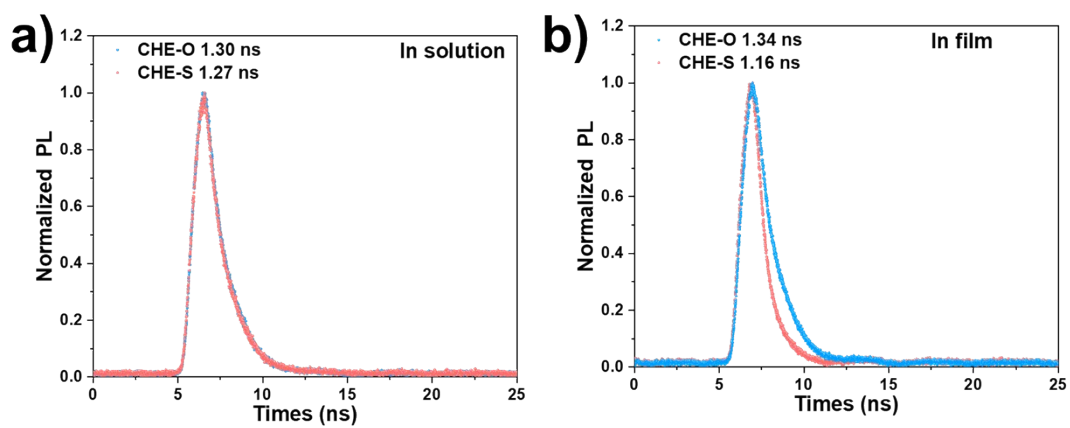 a)
CHE-O 1.30 ns
CHE-S 1.27 ns
In solution
Normalized PL
1.2
1.0
0.8
0.6
0.4
0.2
0.0
0 5 10 15 20 25
Times (ns)
b)
CHE-O 1.34 ns
CHE-S 1.16 ns
In film
Normalized PL
1.2
1.0
0.8
0.6
0.4
0.2
0.0
0 5 10 15 20 25
Times (ns)